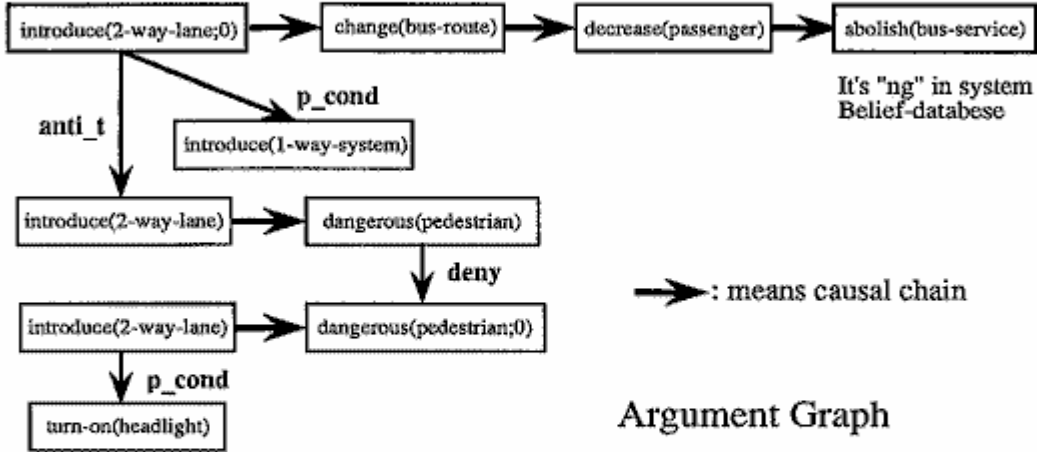 introduce(2-way-lane;0)
change(bus-route)
decrease(passenger)
abolish(bus-service)
It's "ng" in system
Belief-databese
p_cond
anti_t
introduce(1-way-system)
introduce(2-way-lane)
dangerous(pedestrian)
deny
: means causal chain
introduce(2-way-lane)
dangerous(pedestrian;0)
p_cond
turn-on(headlight)
Argument Graph